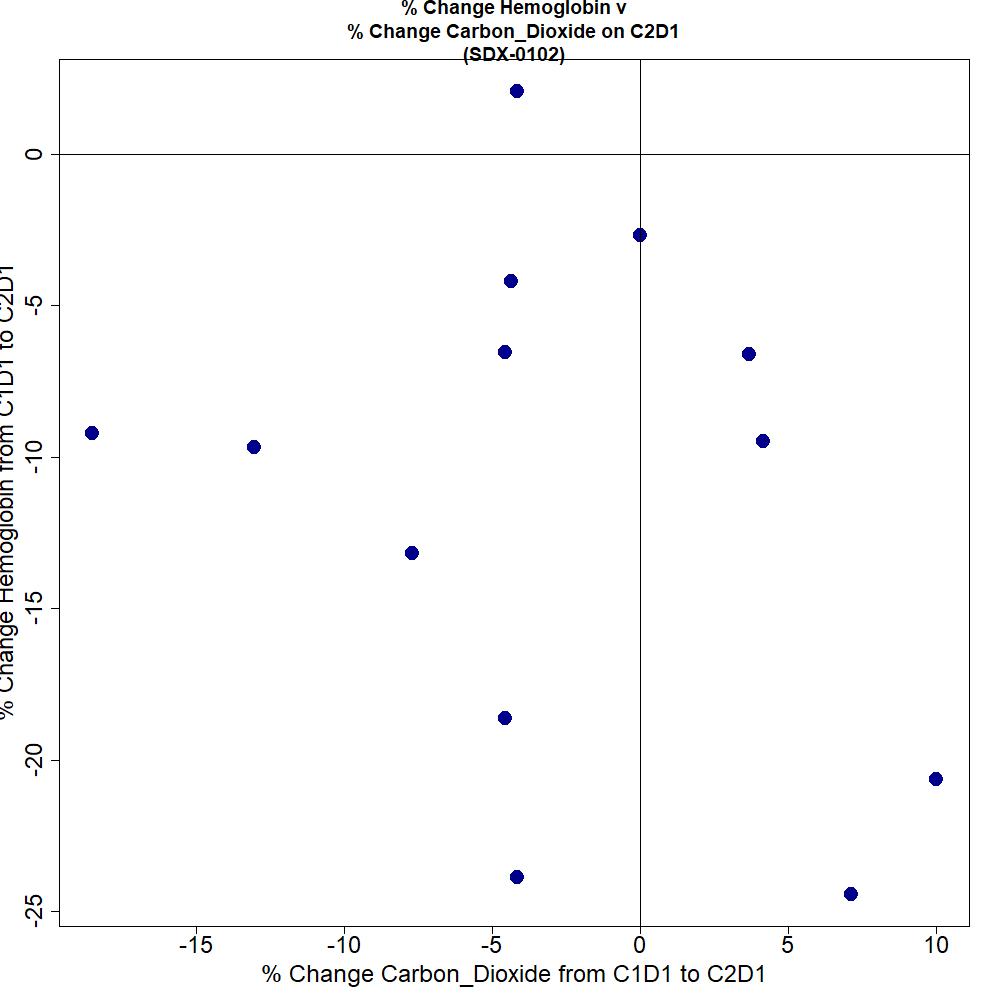 % Change Hemoglobin v
% Change Carbon_Dioxide on C2D1
(SDX-0102)
0
-5
-10
-15
-20
-25
% Change Hemoglobin from C1D1 to C2D1
-15
-10
-5
0
5
10
% Change Carbon_Dioxide from C1D1 to C2D1